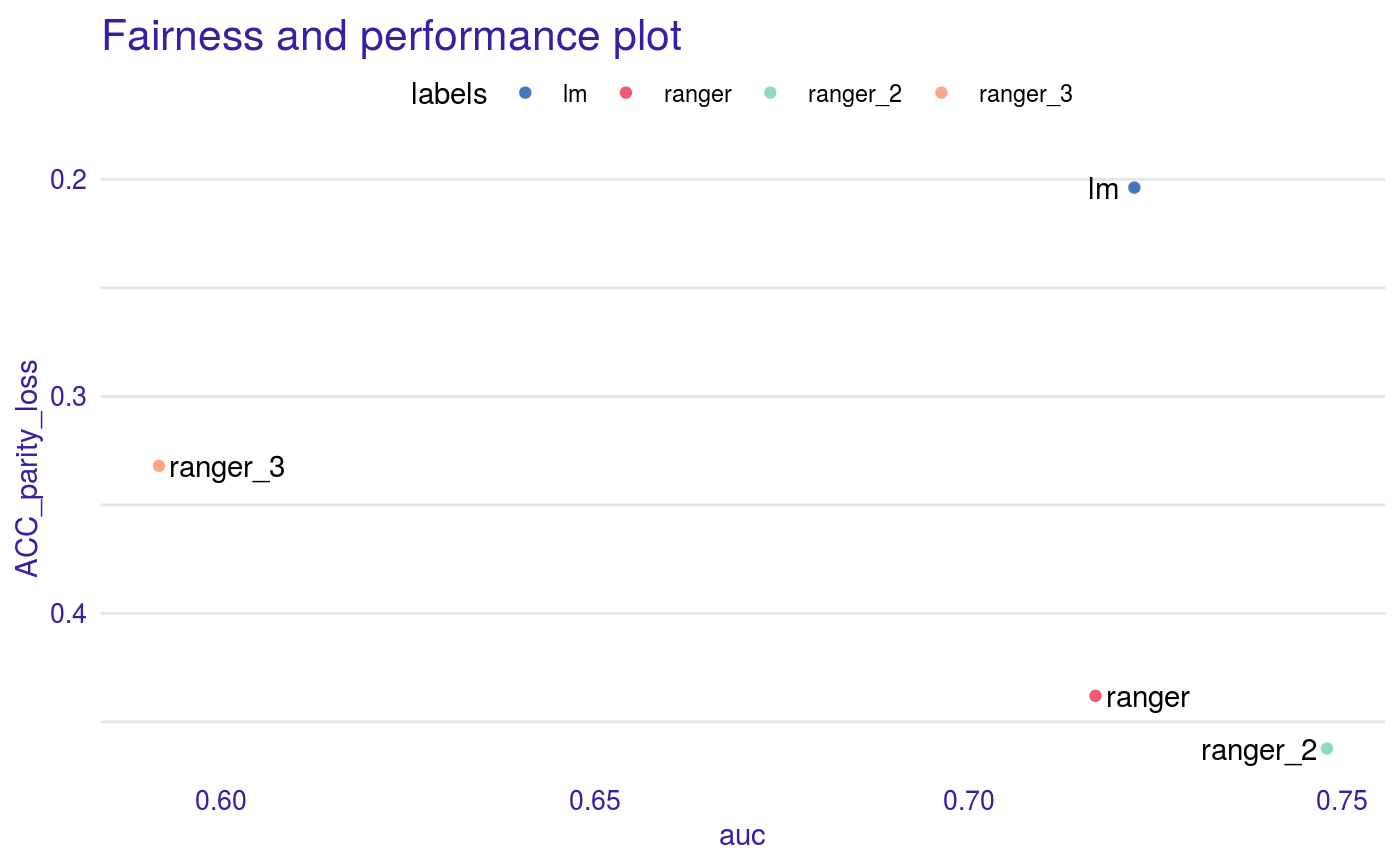 Fairness and performance plot
labels lm ranger ranger_2 ranger_3
0.2
lm
0.3
ACC_parity_loss
ranger_3
0.4
ranger
ranger_2
0.60 0.65 0.70 0.75
auc